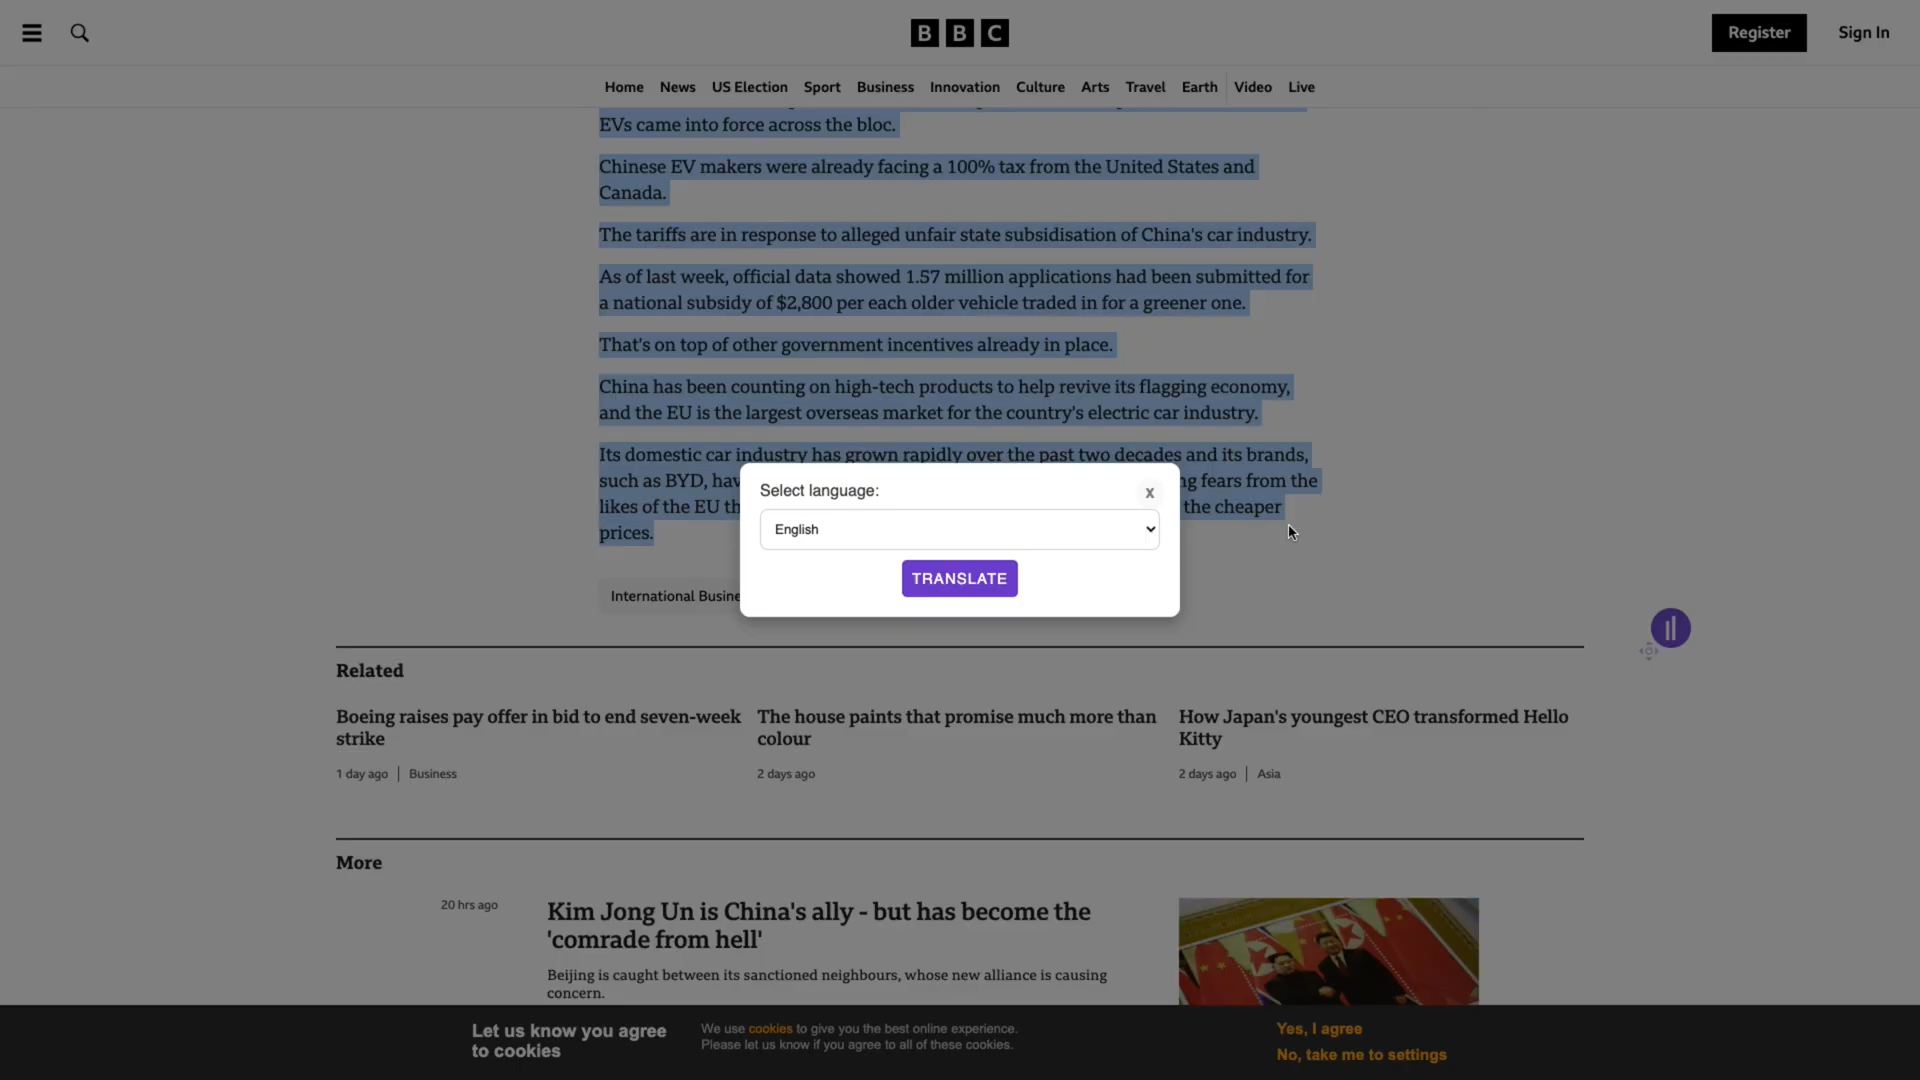 BBC
Register
Sign In
Home
News
US Election
Sport
Business
Innovation
Culture
Arts
Travel
Earth
Video
Live
EVs came into force across the bloc.
Chinese EV makers were already facing a 100% tax from the United States and
Canada.
The tariffs are in response to alleged unfair state subsidisation of China's car industry.
As of last week, official data showed 1.57 million applications had been submitted for
a national subsidy of $2,800 per each older vehicle traded in for a greener one.
That's on top of other government incentives already in place.
China has been counting on high-tech products to help revive its flagging economy,
and the EU is the largest overseas market for the country's electric car industry.
Its domestic car industry has grown rapidly over the past two decades and its brands,
such as BYD, fears from the
likes of the EU the cheaper
prices.
Select language:
x
English
TRANSLATE
International
Related
Boeing raises pay offer in bid to end seven-week
strike
1 day ago
Business
The house paints that promise much more than
colour
2 days ago
How Japan's youngest CEO transformed Hello
Kitty
2 days ago
Asia
More
20 hrs ago
Kim Jong Un is China's ally - but has become the
'comrade from hell'
Beijing is caught between its sanctioned neighbours, whose new alliance is causing
concern.
Let us know you agree
to cookies
We use cookies to give you the best online experience.
Please let us know if you agree to all of these cookies.
Yes, I agree
No, take me to settings